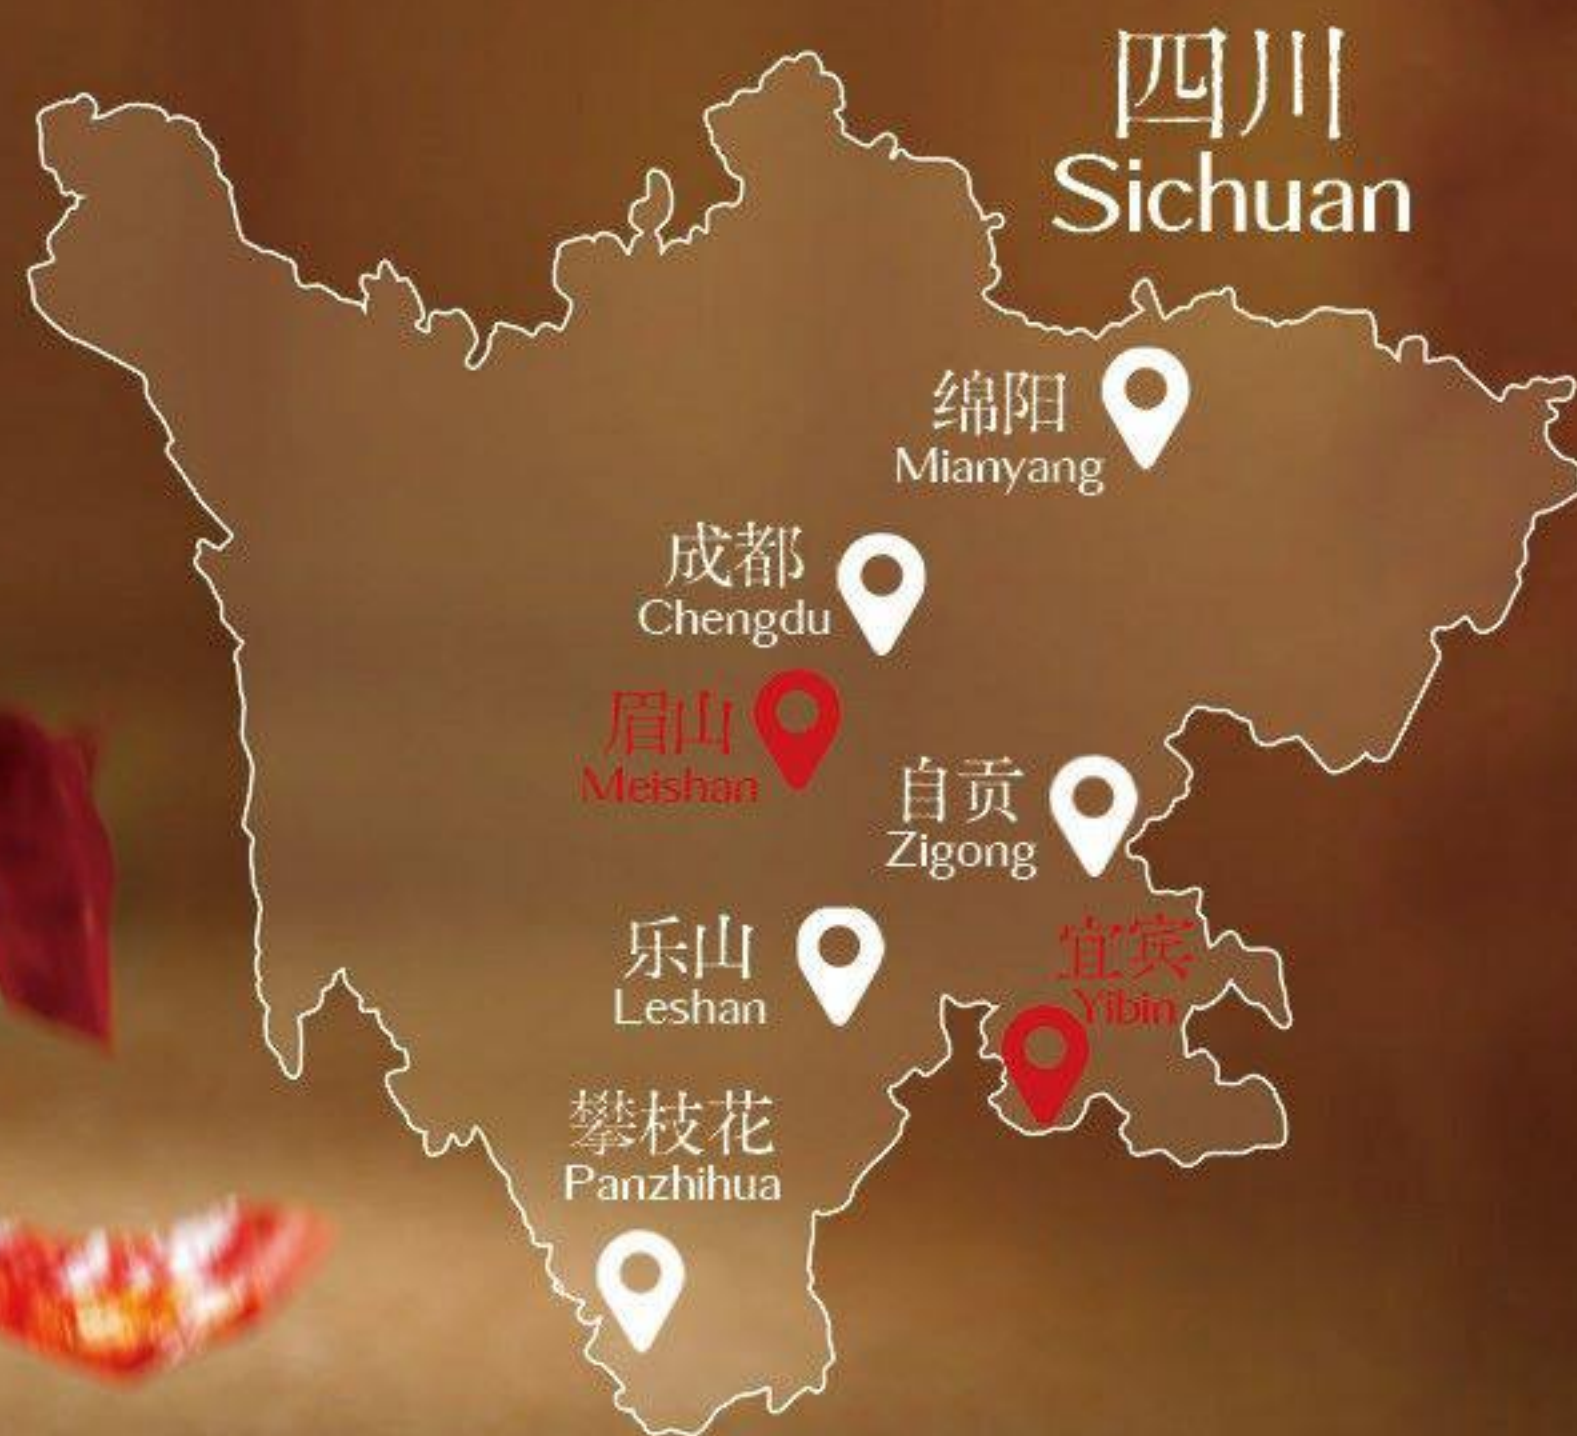 四川
Sichuan
绵阳
Mianyang
成都
Chengdu
眉山
Meishan
自贡
Zigong
乐山
Leshan
宜宾
Yibin
攀枝花
Panzhihua